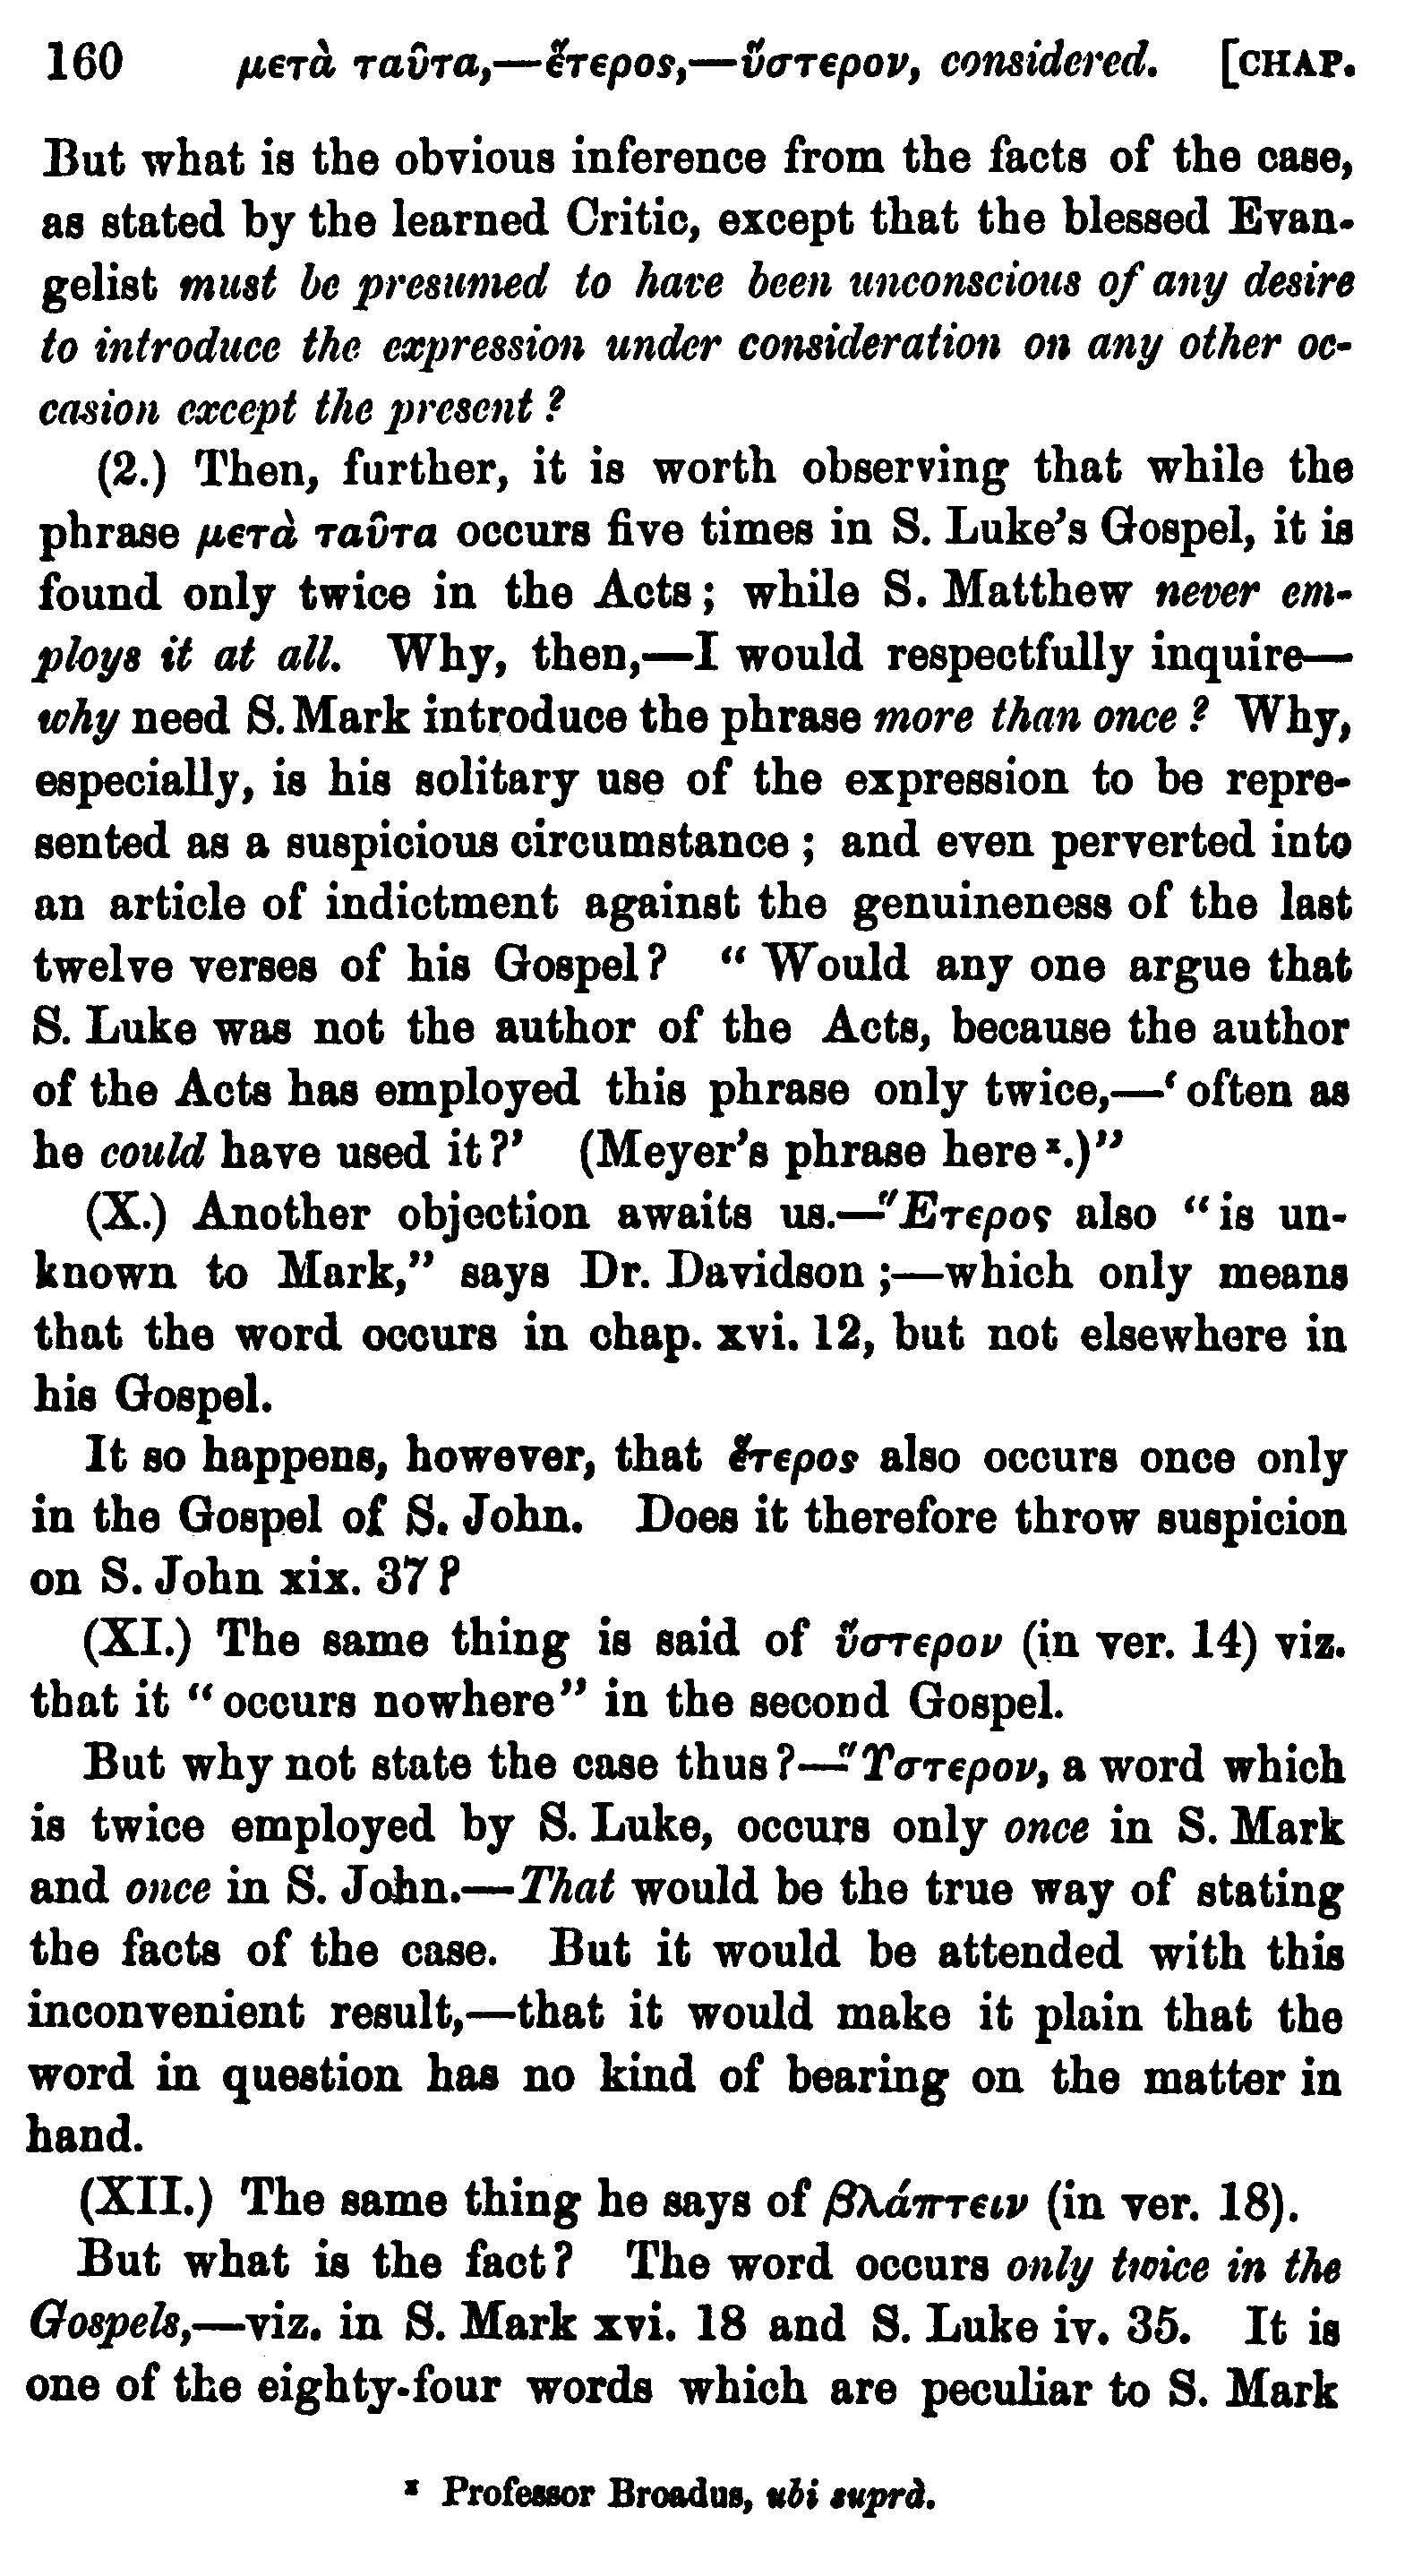 160 μετὰ ταῦτα,—ἕτερος,—ὕστερον, considered. [CHAP.
But what is the obvious inference from the facts of the case,
as stated by the learned Critic, except that the blessed Evan-
gelist must be presumed to have been unconscious of any desire
to introduce the expression under consideration on any other oc-
casion except the present?
(2.) Then, further, it is worth observing that while the
phrase μετὰ ταῦτα occurs five times in S. Luke’s Gospel, it is
found only twice in the Acts; while S. Matthew never em-
ploys it at all. Why, then,—I would respectfully inquire—
why need S. Mark introduce the phrase more than once? Why,
especially, is his solitary use of the expression to be repre-
sented as a suspicious circumstance; and even perverted into
an article of indictment against the genuineness of the last
twelve verses of his Gospel? “Would any one argue that
S. Luke was not the author of the Acts, because the author
of the Acts has employed this phrase only twice,—‘often as
he could have used it?’ (Meyer’s phrase here x.)”
(X.) Another objection awaits us.—Ἕτερος also “is un-
known to Mark,” says Dr. Davidson;—which only means
that the word occurs in chap. xvi. 12, but not elsewhere in
his Gospel.
It so happens, however, that ἕτερος also occurs once only
in the Gospel of S. John. Does it therefore throw suspicion
on S. John xix. 37?
(XI.) The same thing is said of ὕστερον (in ver. 14) viz.
that it “occurs nowhere” in the second Gospel.
But why not state the case thus?—Ὕστερον, a word which
is twice employed by S. Luke, occurs only once in S. Mark
and once in S. John.—That would be the true way of stating
the facts of the case. But it would be attended with this
inconvenient result,—that it would make it plain that the
word in question has no kind of bearing on the matter in
hand.
(XII.) The same thing he says of βλάπτειν (in ver. 18).
But what is the fact? The word occurs only twice in the
Gospels,—viz. in S. Mark xvi. 18 and S. Luke iv. 35. It is
one of the eighty-four words which are peculiar to S. Mark
x Professor Broadus, ubi suprà.